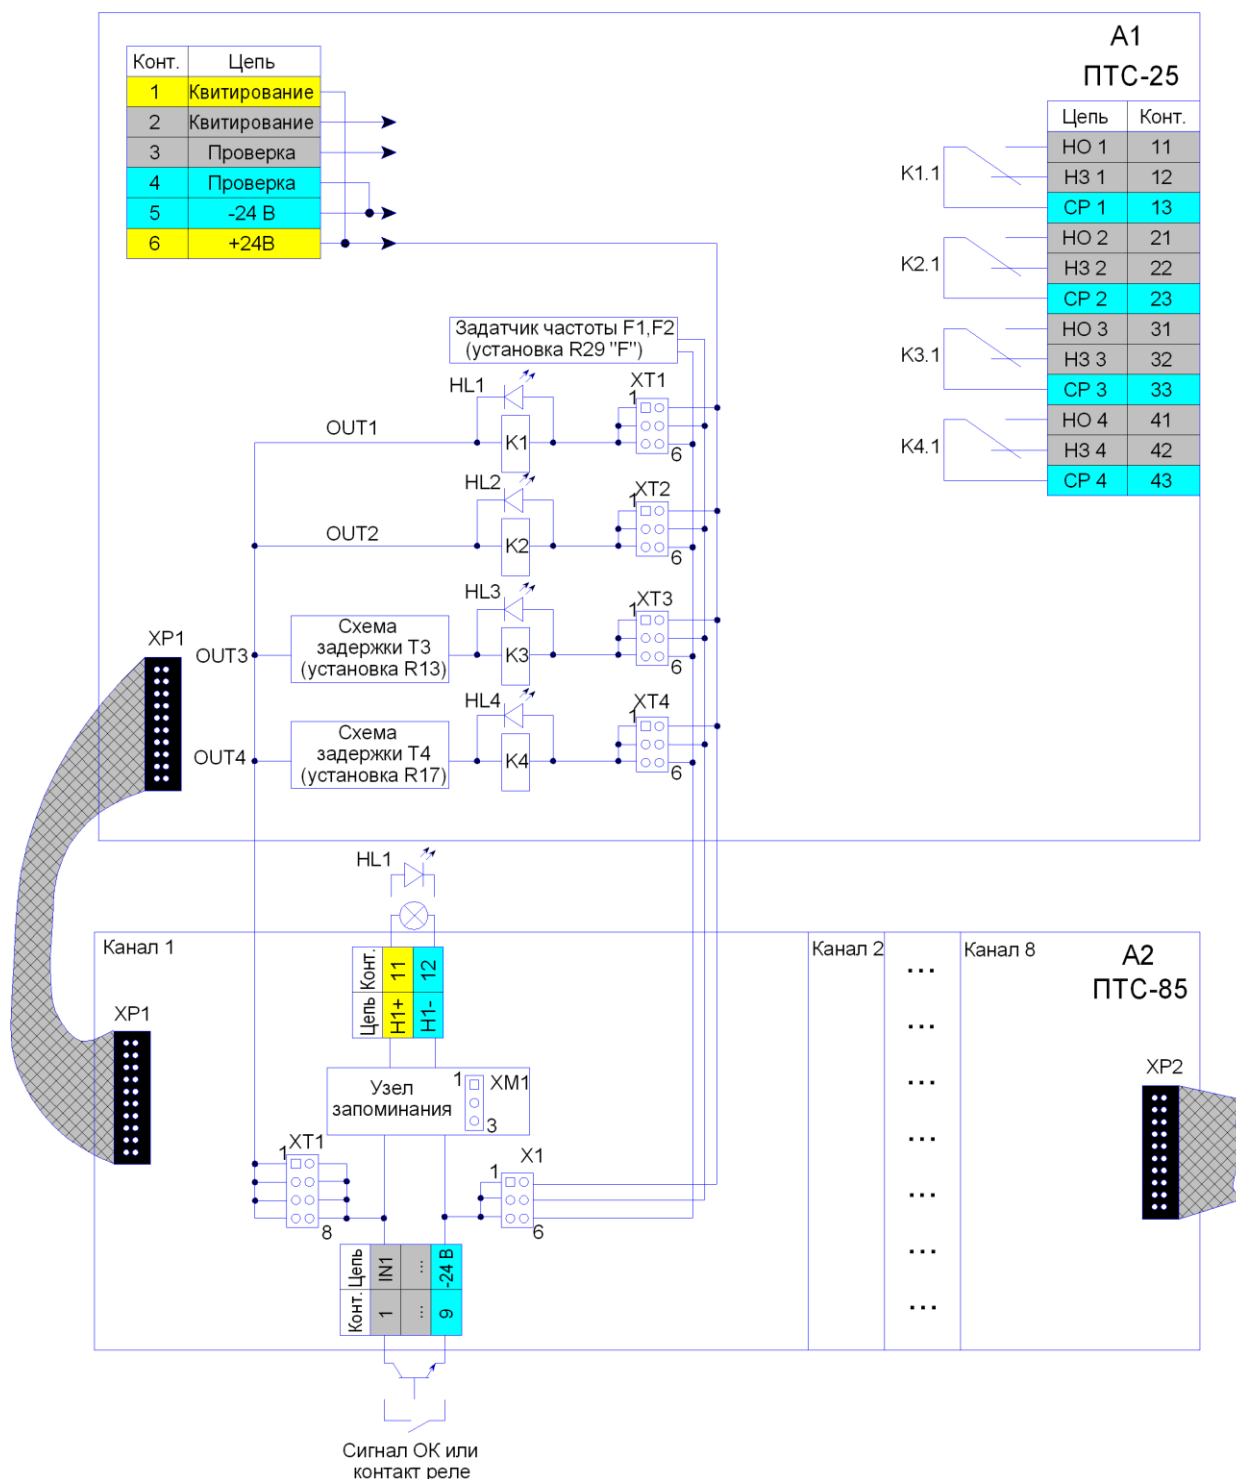 А1
ПТС-25
Конт. Цепь
1 Квитирование
2 Квитирование
3 Проверка
4 Проверка
5 -24 В
6 +24В
Цепь Конт.
НО 1 11
НЗ 1 12
СР 1 13
НО 2 21
НЗ 2 22
СР 2 23
НО 3 31
НЗ 3 32
СР 3 33
НО 4 41
НЗ 4 42
СР 4 43
К1.1
К2.1
К3.1
К4.1
Задатчик частоты F1,F2
(установка R29 "F")
HL1
XT1
1
OUT1
К1
6
HL2
XT2
1
OUT2
К2
6
HL3
XT3
1
Схема
задержки Т3
(установка R13)
OUT3
К3
6
XP1
HL4
XT4
1
Схема
задержки Т4
(установка R17)
OUT4
К4
6
HL1
Канал 1
Канал 2
Канал 8
А2
ПТС-85
Цепь Конт.
Н1+ 11
Н1- 12
...
...
...
...
...
...
...
XP1
XP2
Узел
запоминания
1
XM1
3
XT1
1
8
X1
1
6
Конт. Цепь
1 IN1
... ...
9 -24 В
Сигнал ОК или
контакт реле